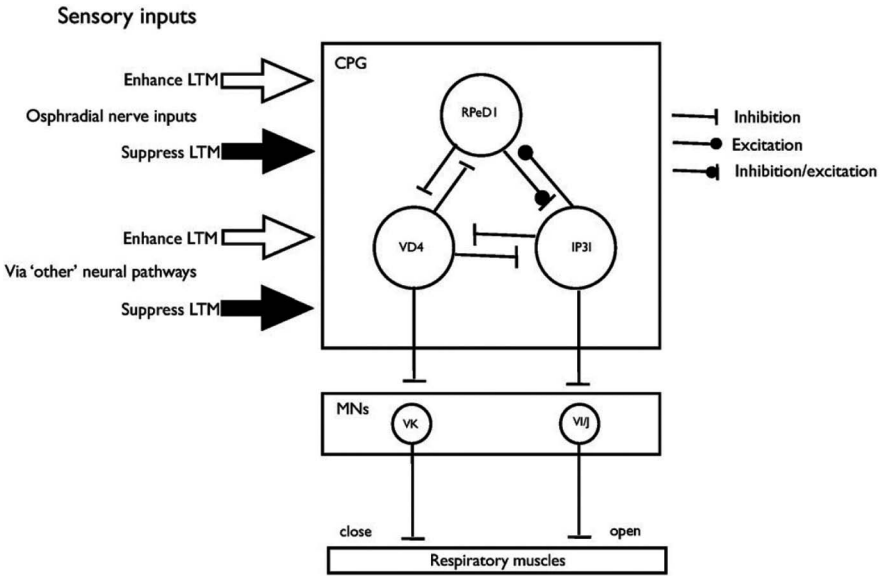 Sensory inputs
Enhance LTM
Osphradial nerve inputs
Suppress LTM
Enhance LTM
Via ‘other’ neural pathways
Suppress LTM
CPG
RPeD1
VD4
IP3I
Inhibition
Excitation
Inhibition/excitation
MNs
VK
VI/J
close
open
Respiratory muscles